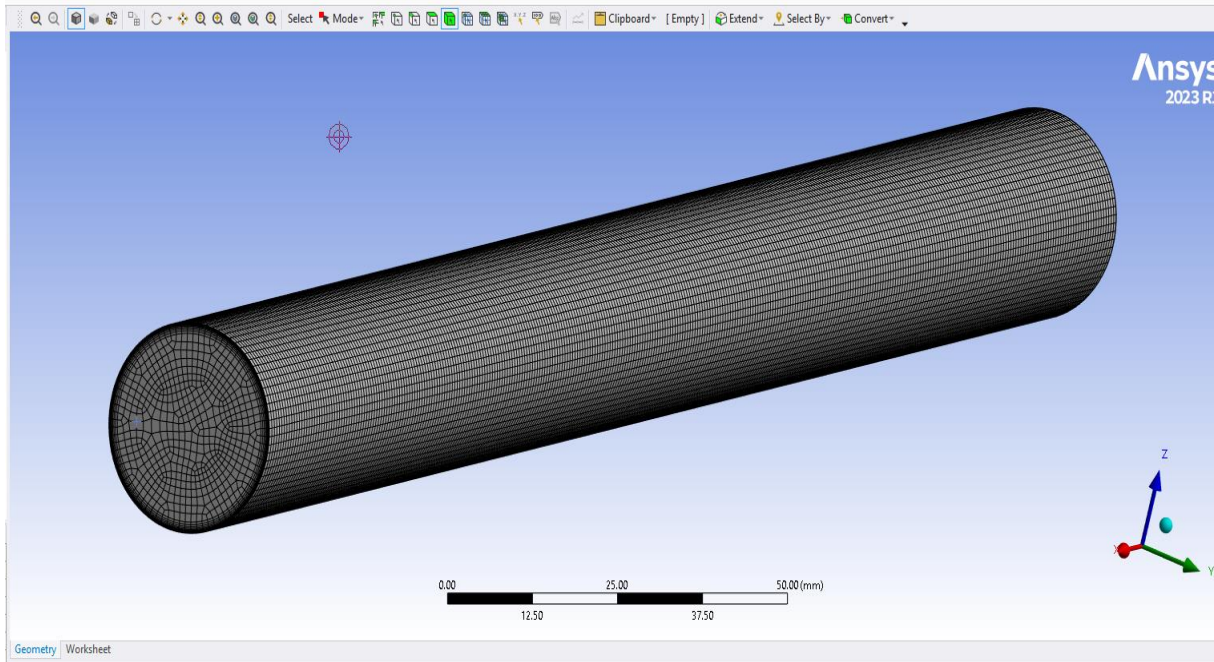 Select Mode Clipboard [ Empty ] Extend Select By Convert
Ansys
2023 R
Z
X
Y
0.00 25.00 50.00 (mm)
12.50 37.50
Geometry Worksheet